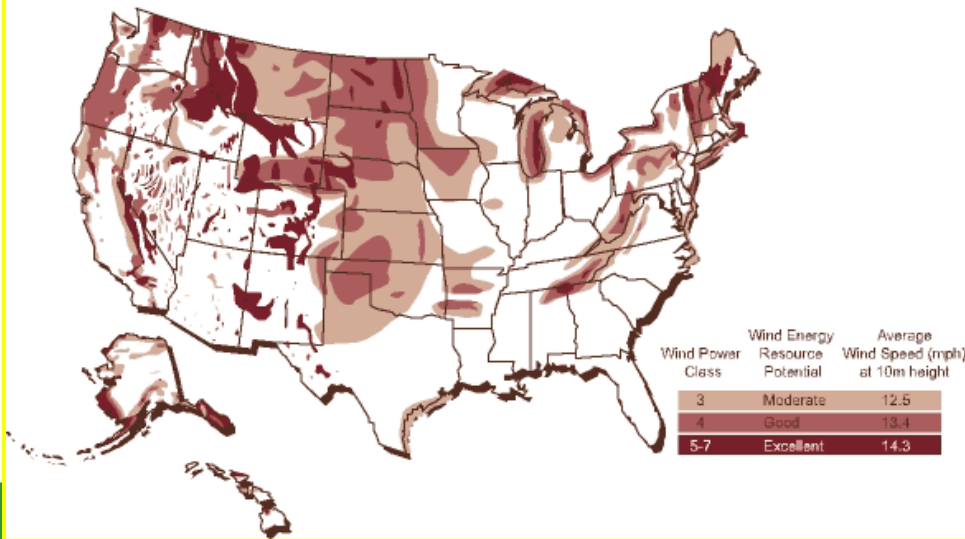 Wind Power Class Wind Energy Resource Potential Average Wind Speed (mph) at 10m height
3 Moderate 12.5
4 Good 13.4
5-7 Excellent 14.3